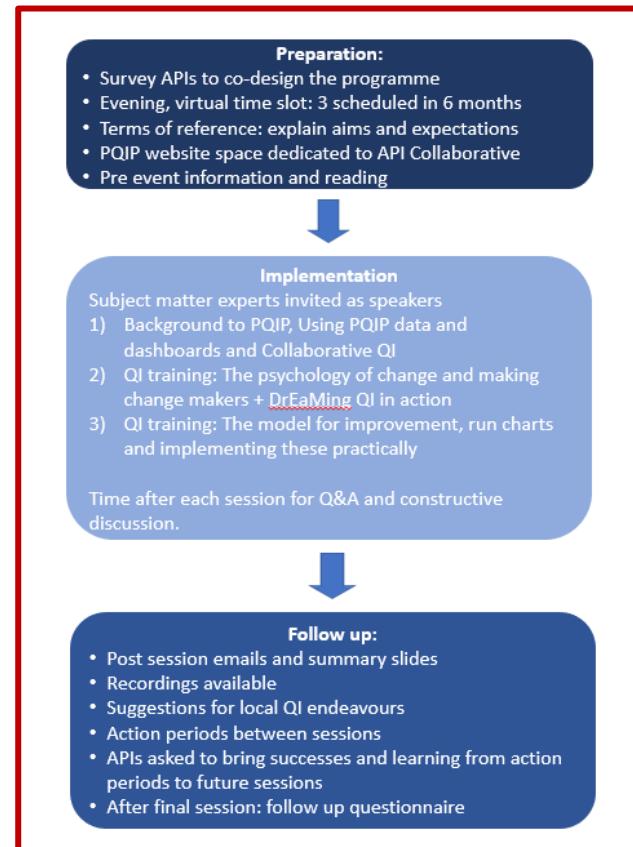 Preparation:
• Survey APIs to co-design the programme
• Evening, virtual time slot: 3 scheduled in 6 months
• Terms of reference: explain aims and expectations
• PQIP website space dedicated to API Collaborative
• Pre event information and reading
Implementation
Subject matter experts invited as speakers
1) Background to PQIP, Using PQIP data and
dashboards and Collaborative QI
2) QI training: The psychology of change and making
change makers + DrEaMing QI in action
3) QI training: The model for improvement, run charts
and implementing these practically
Time after each session for Q&A and constructive
discussion.
Follow up:
• Post session emails and summary slides
• Recordings available
• Suggestions for local QI endeavours
• Action periods between sessions
• APIs asked to bring successes and learning from action
periods to future sessions
• After final session: follow up questionnaire